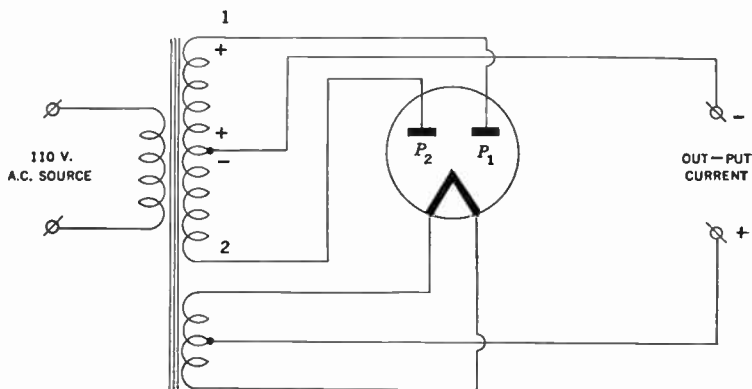 1
+
+
-
2
110 V.
A.C. SOURCE
P2
P1
-
OUT-PUT
CURRENT
+